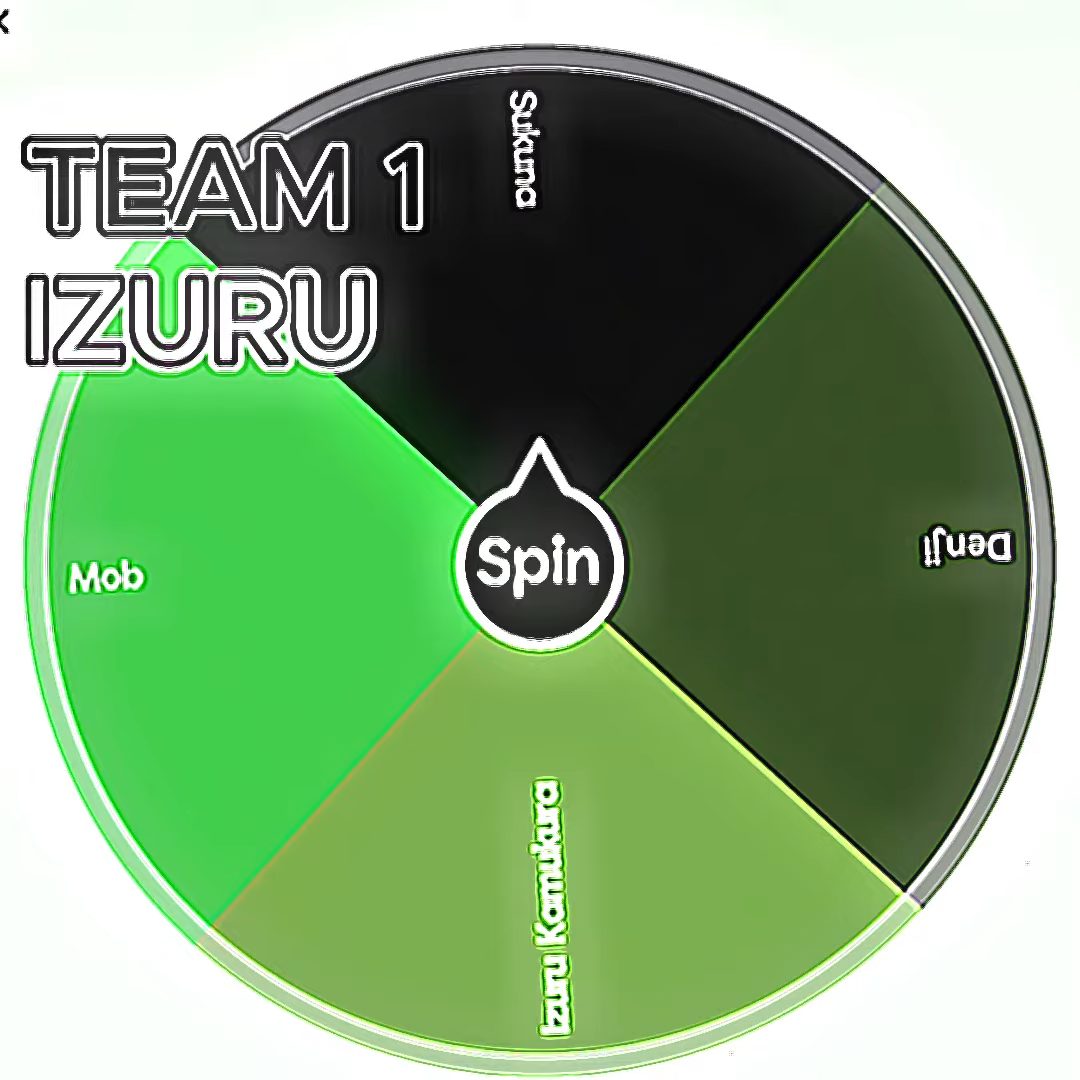 TEAM 1
IZURU
Sukuna
Denji
Spin
Mob
Izuru Kamukura